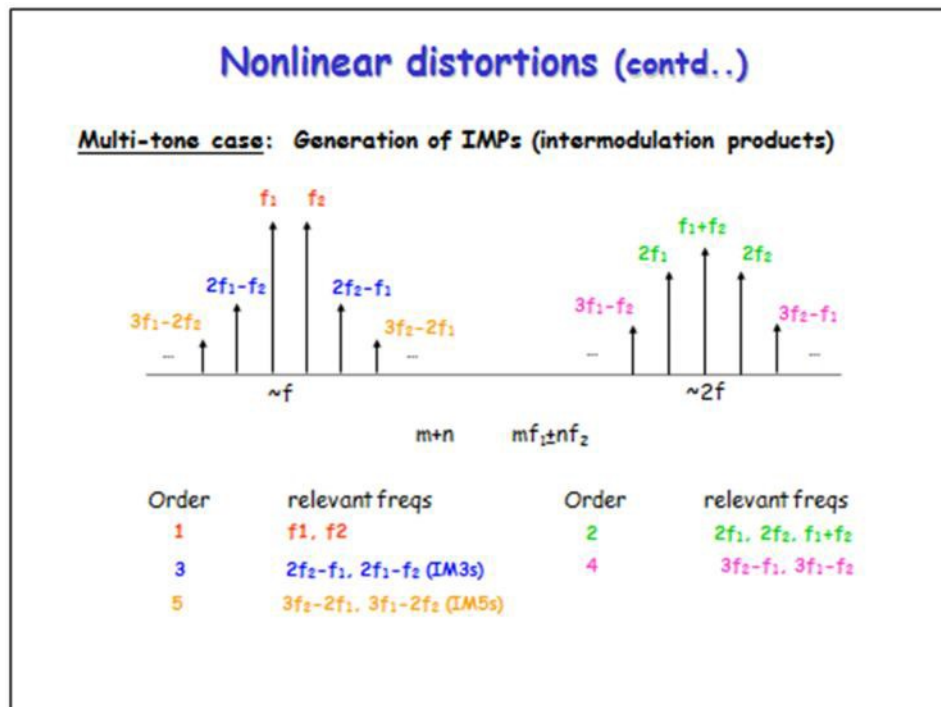 Nonlinear distortions (contd..)
Multi-tone case: Generation of IMPs (intermodulation products)
f₁ f₂
f₁+f₂
2f₁ 2f₂
2f₁-f₂ 2f₂-f₁
3f₁-f₂ 3f₂-f₁
3f₁-2f₂ 3f₂-2f₁
... ... ... ...
~f ~2f
m+n mf₁±nf₂
Order relevant freqs Order relevant freqs
1 f1, f2 2 2f₁, 2f₂, f₁+f₂
3 2f₂-f₁, 2f₁-f₂ (IM3s) 4 3f₂-f₁, 3f₁-f₂
5 3f₂-2f₁, 3f₁-2f₂ (IM5s)